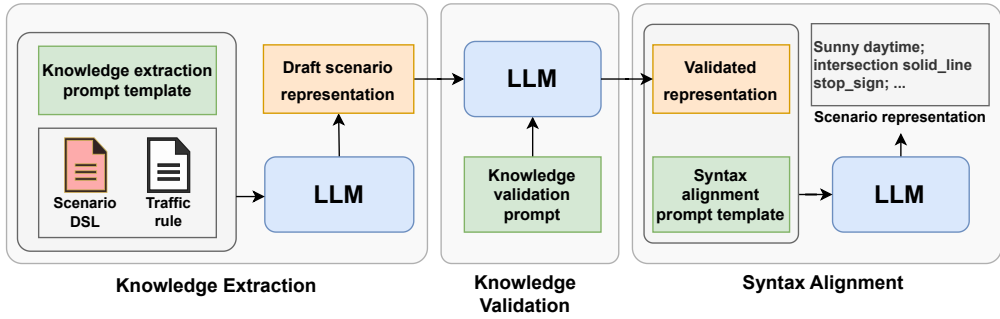 Knowledge extraction
prompt template
Scenario
DSL
Traffic
rule
Draft scenario
representation
LLM
Knowledge Extraction
LLM
Knowledge
validation
prompt
Knowledge
Validation
Validated
representation
Syntax
alignment
prompt template
Sunny daytime;
intersection solid_line
stop_sign; ...
Scenario representation
LLM
Syntax Alignment